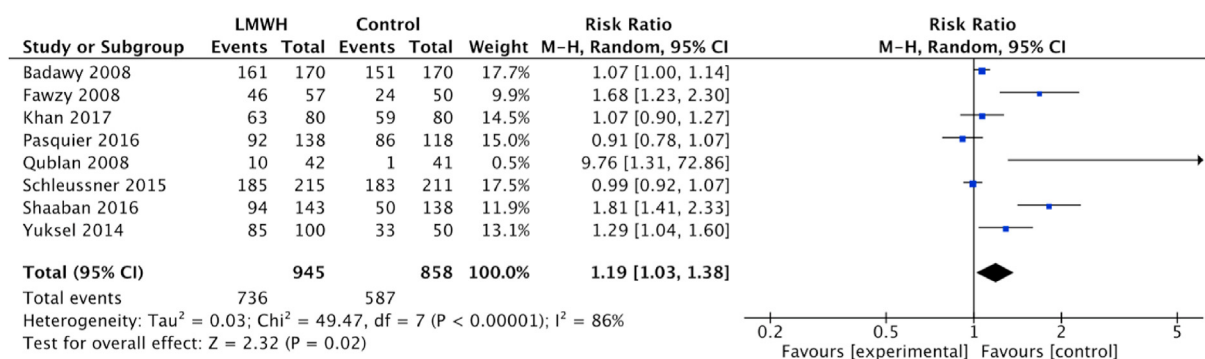 LMWH Control Risk Ratio Risk Ratio
Study or Subgroup Events Total Events Total Weight M-H, Random, 95% CI M-H, Random, 95% CI
Badawy 2008 161 170 151 170 17.7% 1.07 [1.00, 1.14]
Fawzy 2008 46 57 24 50 9.9% 1.68 [1.23, 2.30]
Khan 2017 63 80 59 80 14.5% 1.07 [0.90, 1.27]
Pasquier 2016 92 138 86 118 15.0% 0.91 [0.78, 1.07]
Qublan 2008 10 42 1 41 0.5% 9.76 [1.31, 72.86]
Schleussner 2015 185 215 183 211 17.5% 0.99 [0.92, 1.07]
Shaaban 2016 94 143 50 138 11.9% 1.81 [1.41, 2.33]
Yuksel 2014 85 100 33 50 13.1% 1.29 [1.04, 1.60]
Total (95% CI) 945 858 100.0% 1.19 [1.03, 1.38]
Total events 736 587
Heterogeneity: Tau² = 0.03; Chi² = 49.47, df = 7 (P < 0.00001); I² = 86%
Test for overall effect: Z = 2.32 (P = 0.02)
0.2 0.5 1 2 5
Favours [experimental] Favours [control]